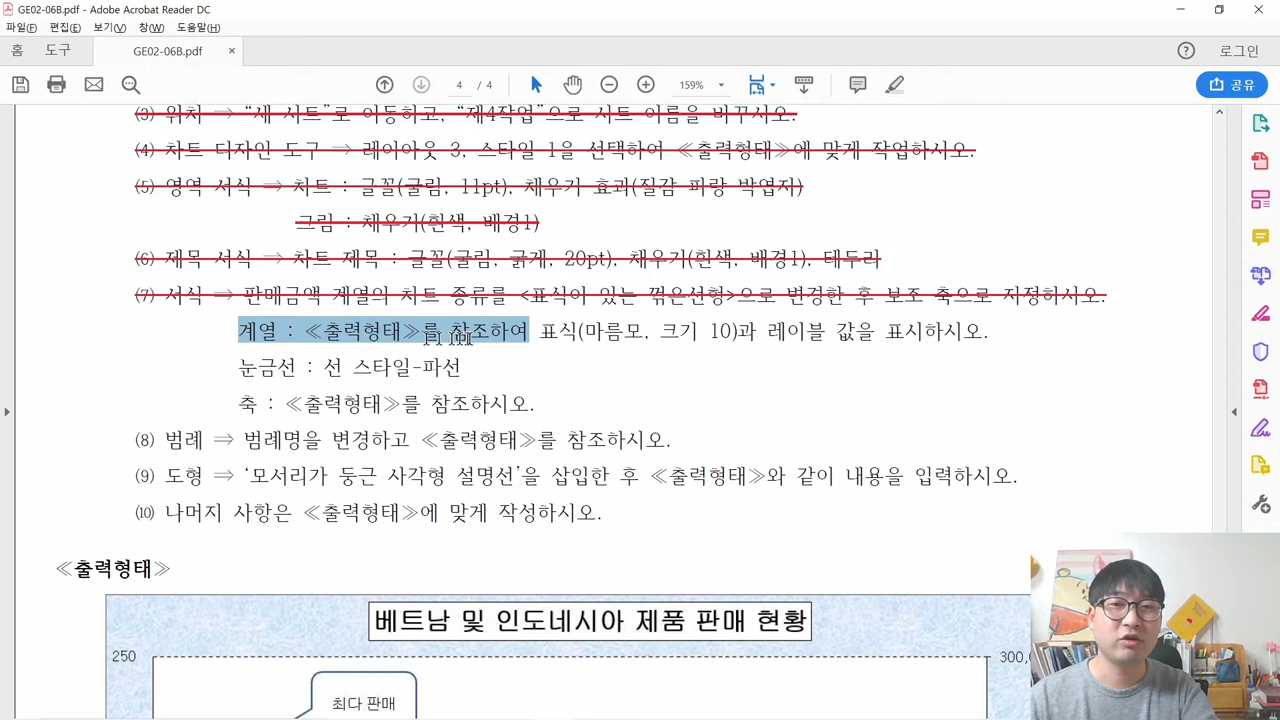 GE02-06B.pdf - Adobe Acrobat Reader DC
파일(F) 편집(E) 보기(V) 창(W) 도움말(H)
홈 도구 GE02-06B.pdf × 로그인
4 / 4 159% 공유
(3) 위치 ⇒ “새 시트”로 이동하고, “제4작업”으로 시트 이름을 바꾸시오.
(4) 차트 디자인 도구 ⇒ 레이아웃 3, 스타일 1을 선택하여 ≪출력형태≫에 맞게 작업하시오.
(5) 영역 서식 ⇒ 차트 : 글꼴(굴림, 11pt), 채우기 효과(질감-파랑 박엽지)
그림 : 채우기(흰색, 배경1)
(6) 제목 서식 ⇒ 차트 제목 : 글꼴(굴림, 굵게, 20pt), 채우기(흰색, 배경1), 테두리
(7) 서식 ⇒ 판매금액 계열의 차트 종류를 <표식이 있는 꺾은선형>으로 변경한 후 보조 축으로 지정하시오.
계열 : ≪출력형태≫를 참조하여 표식(마름모, 크기 10)과 레이블 값을 표시하시오.
눈금선 : 선 스타일-파선
축 : ≪출력형태≫를 참조하시오.
(8) 범례 ⇒ 범례명을 변경하고 ≪출력형태≫를 참조하시오.
(9) 도형 ⇒ ‘모서리가 둥근 사각형 설명선’을 삽입한 후 ≪출력형태≫와 같이 내용을 입력하시오.
(10) 나머지 사항은 ≪출력형태≫에 맞게 작성하시오.
≪출력형태≫
베트남 및 인도네시아 제품 판매 현황
250 300,0
최다 판매